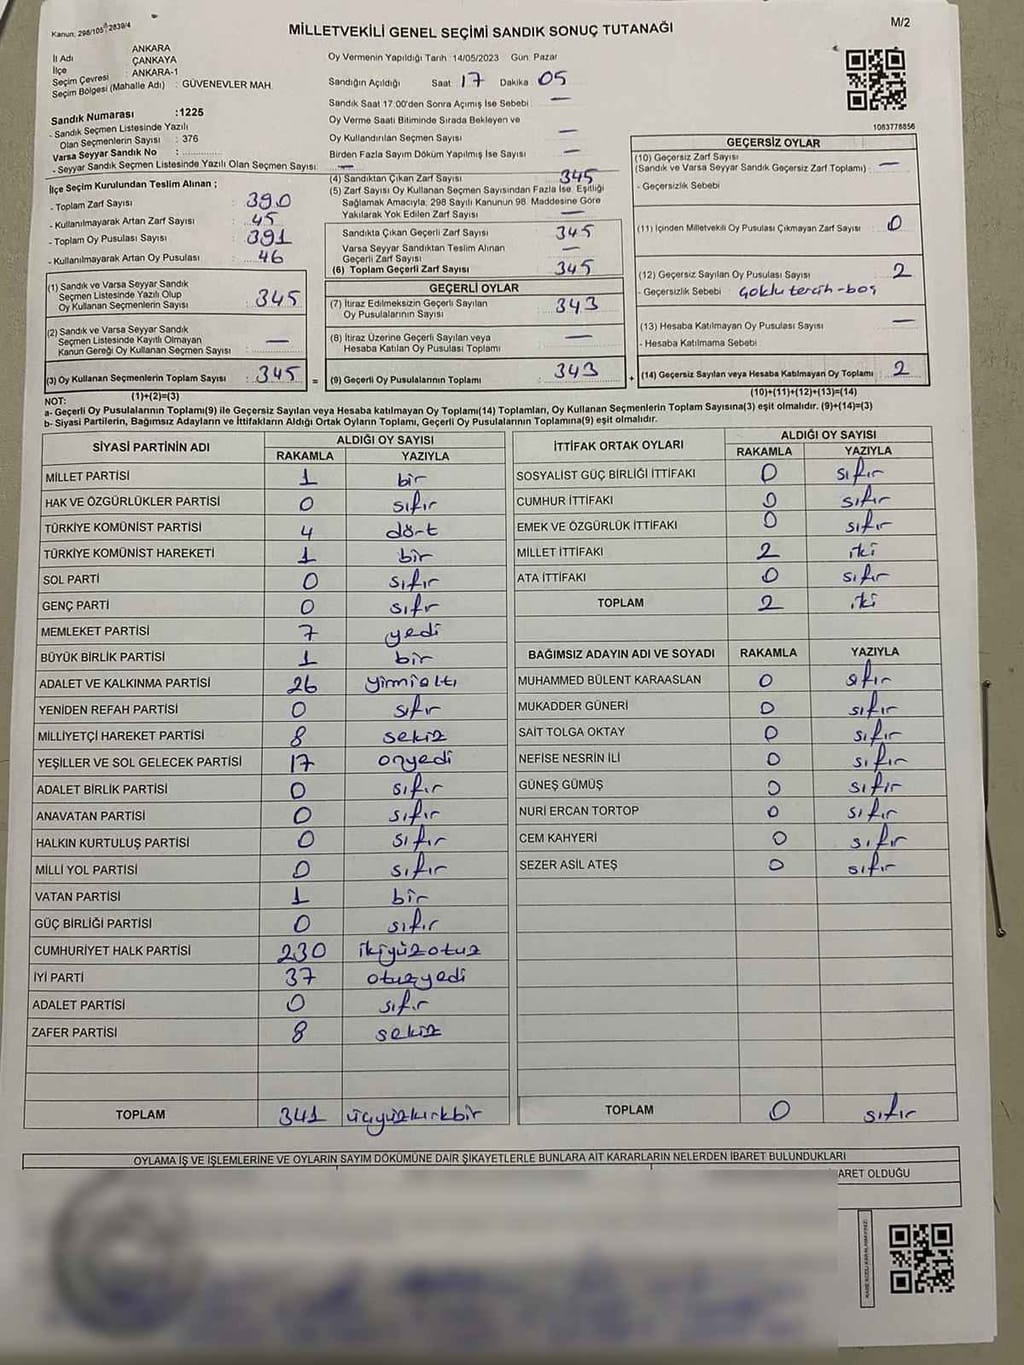 Kanun: 298/105 2839/4
MİLLETVEKİLİ GENEL SEÇİMİ SANDIK SONUÇ TUTANAĞI
M/2
İl Adı ANKARA
İlçe ÇANKAYA
Seçim Çevresi : ANKARA-1
Seçim Bölgesi (Mahalle Adı) : GÜVENEVLER MAH.
Sandık Numarası :1225
- Sandık Seçmen Listesinde Yazılı
Olan Seçmenlerin Sayısı : 376
Varsa Seyyar Sandık No :
- Seyyar Sandık Seçmen Listesinde Yazılı Olan Seçmen Sayısı: —
Oy Vermenin Yapıldığı Tarih :14/05/2023 Gün: Pazar
Sandığın Açıldığı Saat 17 Dakika 05
Sandık Saat 17:00'den Sonra Açımış İse Sebebi —
Oy Verme Saati Bitiminde Sırada Bekleyen ve
Oy Kullandırılan Seçmen Sayısı —
Birden Fazla Sayım Döküm Yapılmış İse Sayısı —
1083778856
İlçe Seçim Kurulundan Teslim Alınan ;
- Toplam Zarf Sayısı : 390
- Kullanılmayarak Artan Zarf Sayısı : 45
- Toplam Oy Pusulası Sayısı : 391
- Kullanılmayarak Artan Oy Pusulası : 46
(1) Sandık ve Varsa Seyyar Sandık
Seçmen Listesinde Yazılı Olup
Oy Kullanan Seçmenlerin Sayısı : 345
(2) Sandık ve Varsa Seyyar Sandık
Seçmen Listesinde Kayıtlı Olmayan
Kanun Gereği Oy Kullanan Seçmen Sayısı : —
(3) Oy Kullanan Seçmenlerin Toplam Sayısı : 345 =
(1)+(2)=(3)
(4) Sandıktan Çıkan Zarf Sayısı : 345
(5) Zarf Sayısı Oy Kullanan Seçmen Sayısından Fazla İse, Eşitliği
Sağlamak Amacıyla, 298 Sayılı Kanunun 98. Maddesine Göre
Yakılarak Yok Edilen Zarf Sayısı : —
Sandıkta Çıkan Geçerli Zarf Sayısı : 345
Varsa Seyyar Sandıktan Teslim Alınan
Geçerli Zarf Sayısı : —
(6) Toplam Geçerli Zarf Sayısı : 345
GEÇERLİ OYLAR
(7) İtiraz Edilmeksizin Geçerli Sayılan
Oy Pusulalarının Sayısı : 343
(8) İtiraz Üzerine Geçerli Sayılan veya
Hesaba Katılan Oy Pusulası Toplamı : —
(9) Geçerli Oy Pusulalarının Toplamı : 343 +
GEÇERSİZ OYLAR
(10) Geçersiz Zarf Sayısı
(Sandık ve Varsa Seyyar Sandık Geçersiz Zarf Toplamı) : —
- Geçersizlik Sebebi
(11) İçinden Milletvekili Oy Pusulası Çıkmayan Zarf Sayısı 0
(12) Geçersiz Sayılan Oy Pusulası Sayısı 2
- Geçersizlik Sebebi Çoklu tercih-boş
(13) Hesaba Katılmayan Oy Pusulası Sayısı —
- Hesaba Katılmama Sebebi
(14) Geçersiz Sayılan veya Hesaba Katılmayan Oy Toplamı 2
(10)+(11)+(12)+(13)=(14)
NOT:
a- Geçerli Oy Pusulalarının Toplamı(9) ile Geçersiz Sayılan veya Hesaba katılmayan Oy Toplamı(14) Toplamları, Oy Kullanan Seçmenlerin Toplam Sayısına(3) eşit olmalıdır. (9)+(14)=(3)
b- Siyasi Partilerin, Bağımsız Adayların ve İttifakların Aldığı Ortak Oyların Toplamı, Geçerli Oy Pusulalarının Toplamına(9) eşit olmalıdır.
SİYASİ PARTİNİN ADI ALDIĞI OY SAYISI
RAKAMLA YAZIYLA
MİLLET PARTİSİ 1 bir
HAK VE ÖZGÜRLÜKLER PARTİSİ 0 sıfır
TÜRKİYE KOMÜNİST PARTİSİ 4 dört
TÜRKİYE KOMÜNİST HAREKETİ 1 bir
SOL PARTİ 0 sıfır
GENÇ PARTİ 0 sıfır
MEMLEKET PARTİSİ 7 yedi
BÜYÜK BİRLİK PARTİSİ 1 bir
ADALET VE KALKINMA PARTİSİ 26 yirmialtı
YENİDEN REFAH PARTİSİ 0 sıfır
MİLLİYETÇİ HAREKET PARTİSİ 8 sekiz
YEŞİLLER VE SOL GELECEK PARTİSİ 17 onyedi
ADALET BİRLİK PARTİSİ 0 sıfır
ANAVATAN PARTİSİ 0 sıfır
HALKIN KURTULUŞ PARTİSİ 0 sıfır
MİLLİ YOL PARTİSİ 0 sıfır
VATAN PARTİSİ 1 bir
GÜÇ BİRLİĞİ PARTİSİ 0 sıfır
CUMHURİYET HALK PARTİSİ 230 ikiyüzotuz
İYİ PARTİ 37 otuzyedi
ADALET PARTİSİ 0 sıfır
ZAFER PARTİSİ 8 sekiz
TOPLAM 341 üçyüzkırkbir
İTTİFAK ORTAK OYLARI ALDIĞI OY SAYISI
RAKAMLA YAZIYLA
SOSYALİST GÜÇ BİRLİĞİ İTTİFAKI 0 sıfır
CUMHUR İTTİFAKI 0 sıfır
EMEK VE ÖZGÜRLÜK İTTİFAKI 0 sıfır
MİLLET İTTİFAKI 2 iki
ATA İTTİFAKI 0 sıfır
TOPLAM 2 iki
BAĞIMSIZ ADAYIN ADI VE SOYADI RAKAMLA YAZIYLA
MUHAMMED BÜLENT KARAASLAN 0 sıfır
MUKADDER GÜNERİ 0 sıfır
SAİT TOLGA OKTAY 0 sıfır
NEFİSE NESRİN İLİ 0 sıfır
GÜNEŞ GÜMÜŞ 0 sıfır
NURİ ERCAN TORTOP 0 sıfır
CEM KAHYERİ 0 sıfır
SEZER ASİL ATEŞ 0 sıfır
TOPLAM 0 sıfır
OYLAMA İŞ VE İŞLEMLERİNE VE OYLARIN SAYIM DÖKÜMÜNE DAİR ŞİKAYETLERLE BUNLARA AİT KARARLARIN NELERDEN İBARET BULUNDUKLARI
OLDUĞU